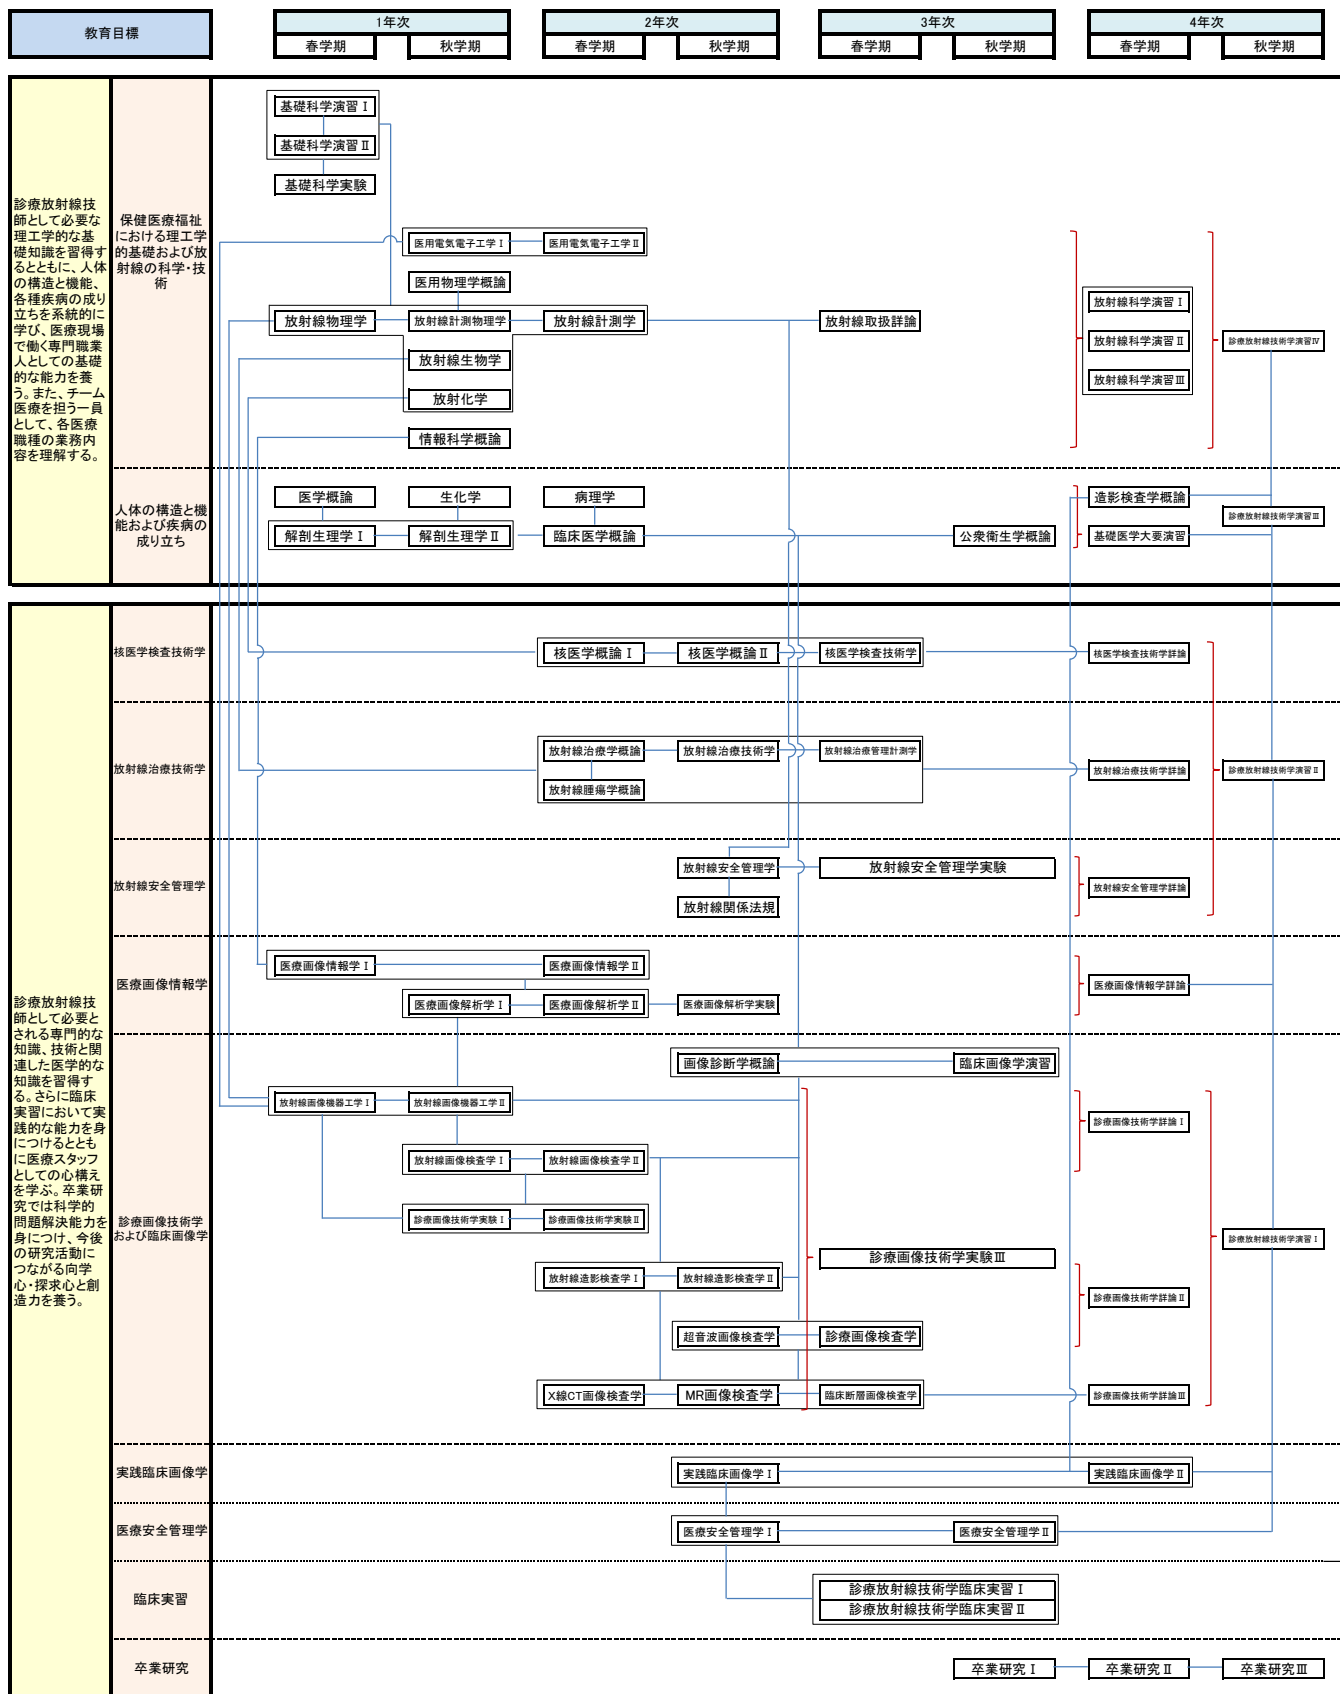 教育目標
1年次
2年次
3年次
4年次
春学期
秋学期
春学期
秋学期
春学期
秋学期
春学期
秋学期
診療放射線技
師として必要な
理工学的な基
礎知識を習得す
るとともに、人体
の構造と機能、
各種疾病の成り
立ちを系統的に
学び、医療現場
で働く専門職業
人としての基礎
的な能力を養
う。また、チーム
医療を担う一員
として、各医療
職種の業務内
容を理解する。
保健医療福祉
における理工学
的基礎および放
射線の科学・技
術
基礎科学演習Ⅰ
基礎科学演習Ⅱ
基礎科学実験
医用電気電子工学Ⅰ
医用電気電子工学Ⅱ
医用物理学概論
放射線物理学
放射線計測物理学
放射線計測学
放射線取扱詳論
放射線生物学
放射化学
情報科学概論
放射線科学演習Ⅰ
放射線科学演習Ⅱ
放射線科学演習Ⅲ
診療放射線技術学演習Ⅳ
人体の構造と機
能および疾病の
成り立ち
医学概論
生化学
病理学
造影検査学概論
診療放射線技術学演習Ⅲ
解剖生理学Ⅰ
解剖生理学Ⅱ
臨床医学概論
公衆衛生学概論
基礎医学大要演習
診療放射線技
師として必要と
される専門的な
知識、技術と関
連した医学的な
知識を習得す
る。さらに臨床
実習において実
践的な能力を身
につけるととも
に医療スタッフ
としての心構え
を学ぶ。卒業研
究では科学的
問題解決能力を
身につけ、今後
の研究活動に
つながる向学
心・探求心と創
造力を養う。
核医学検査技術学
核医学概論Ⅰ
核医学概論Ⅱ
核医学検査技術学
核医学検査技術学詳論
放射線治療技術学
放射線治療学概論
放射線治療技術学
放射線治療管理計測学
放射線腫瘍学概論
放射線治療技術学詳論
診療放射線技術学演習Ⅱ
放射線安全管理学
放射線安全管理学
放射線安全管理学実験
放射線関係法規
放射線安全管理学詳論
医療画像情報学
医療画像情報学Ⅰ
医療画像情報学Ⅱ
医療画像解析学Ⅰ
医療画像解析学Ⅱ
医療画像解析学実験
医療画像情報学詳論
診療画像技術学
および臨床画像学
画像診断学概論
臨床画像学演習
放射線画像機器工学Ⅰ
放射線画像機器工学Ⅱ
診療画像技術学詳論Ⅰ
放射線画像検査学Ⅰ
放射線画像検査学Ⅱ
診療画像技術学実験Ⅰ
診療画像技術学実験Ⅱ
診療放射線技術学演習Ⅰ
診療画像技術学実験Ⅲ
放射線造影検査学Ⅰ
放射線造影検査学Ⅱ
診療画像技術学詳論Ⅱ
超音波画像検査学
診療画像検査学
X線CT画像検査学
MR画像検査学
臨床断層画像検査学
診療画像技術学詳論Ⅲ
実践臨床画像学
実践臨床画像学Ⅰ
実践臨床画像学Ⅱ
医療安全管理学
医療安全管理学Ⅰ
医療安全管理学Ⅱ
臨床実習
診療放射線技術学臨床実習Ⅰ
診療放射線技術学臨床実習Ⅱ
卒業研究
卒業研究Ⅰ
卒業研究Ⅱ
卒業研究Ⅲ